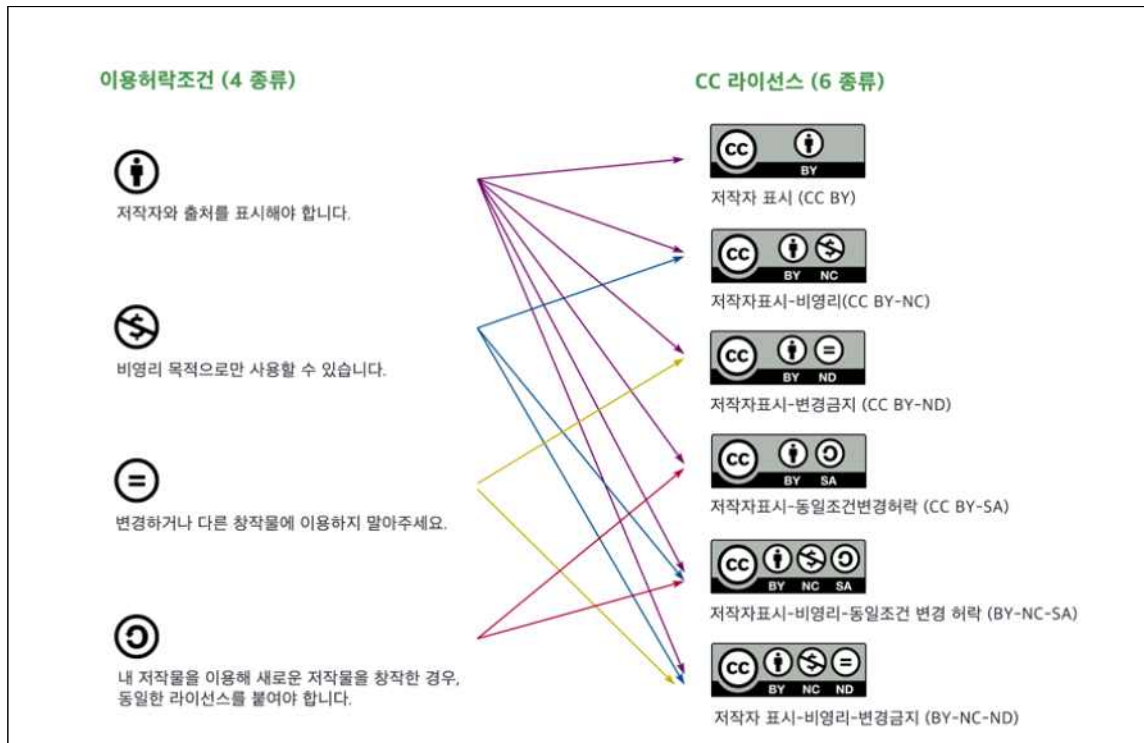 이용허락조건 (4 종류)
저작자와 출처를 표시해야 합니다.
비영리 목적으로만 사용할 수 있습니다.
변경하거나 다른 창작물에 이용하지 말아주세요.
내 저작물을 이용해 새로운 저작물을 창작한 경우,
동일한 라이선스를 붙여야 합니다.
CC 라이선스 (6 종류)
cc
BY
저작자 표시 (CC BY)
cc
BY NC
저작자표시-비영리(CC BY-NC)
cc
BY ND
저작자표시-변경금지 (CC BY-ND)
cc
BY SA
저작자표시-동일조건변경허락 (CC BY-SA)
cc
BY NC SA
저작자표시-비영리-동일조건 변경 허락 (BY-NC-SA)
cc
BY NC ND
저작자 표시-비영리-변경금지 (BY-NC-ND)